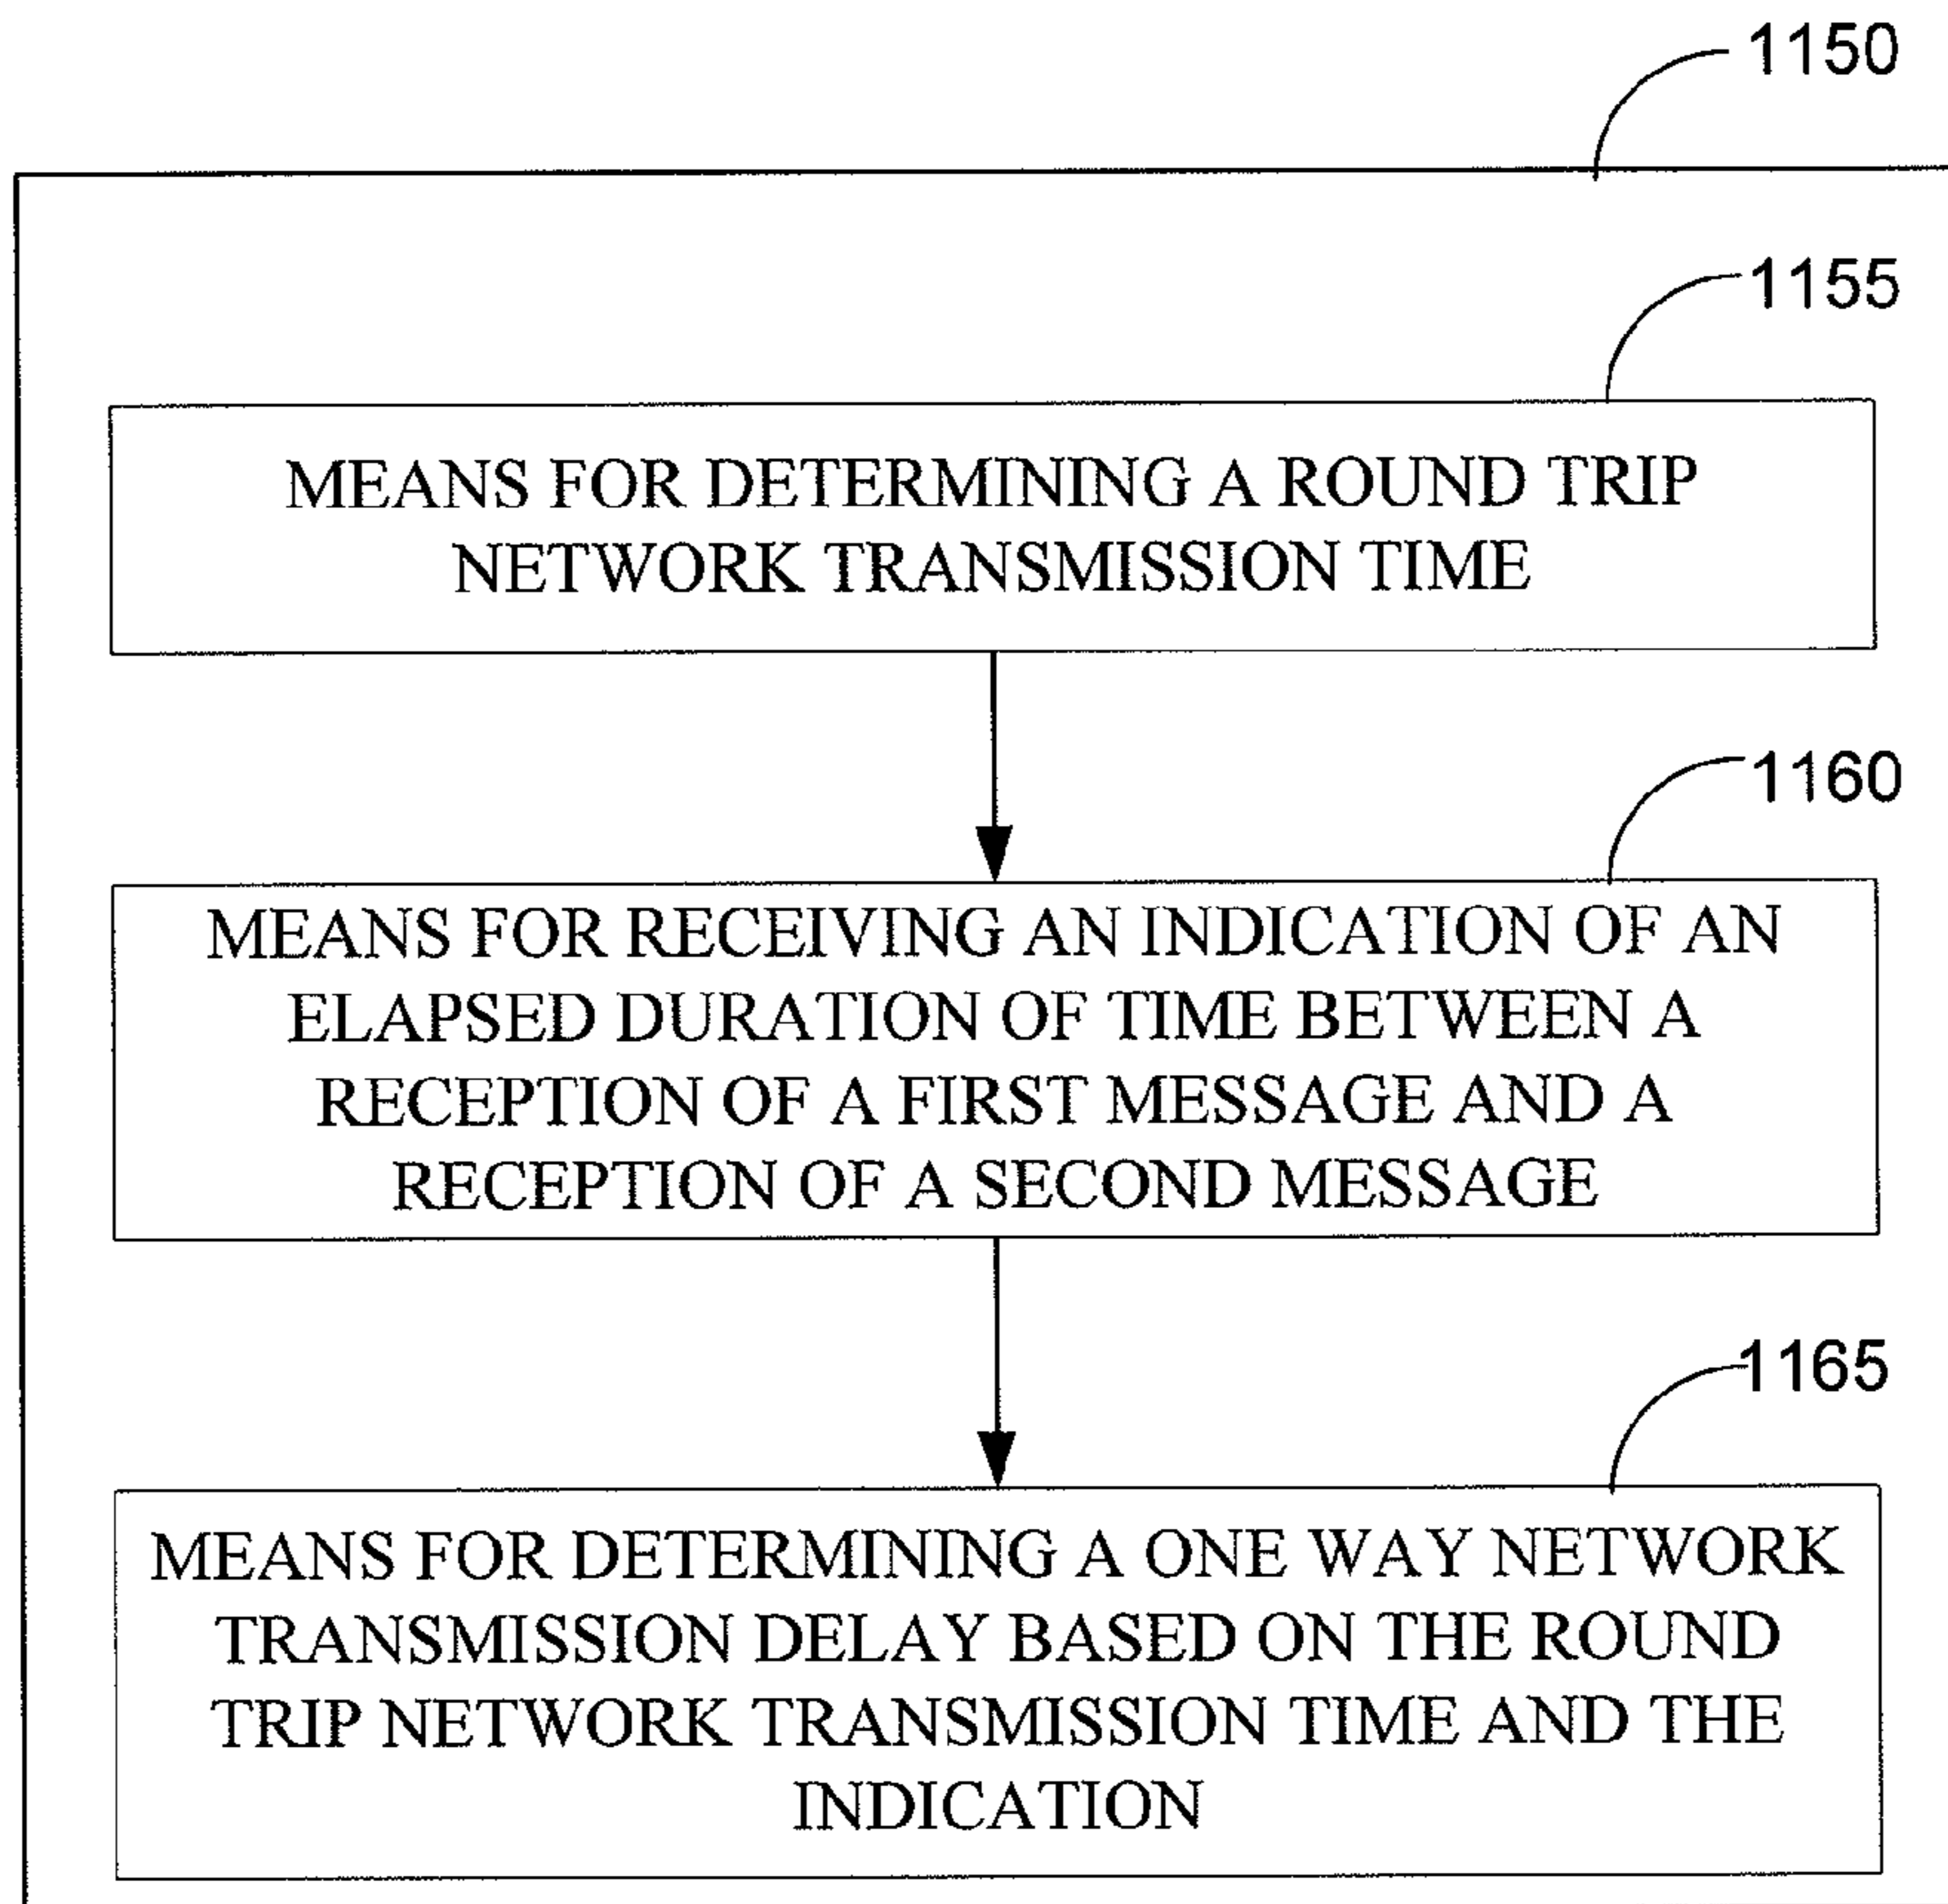 1150
1155
MEANS FOR DETERMINING A ROUND TRIP
NETWORK TRANSMISSION TIME
1160
MEANS FOR RECEIVING AN INDICATION OF AN
ELAPSED DURATION OF TIME BETWEEN A
RECEPTION OF A FIRST MESSAGE AND A
RECEPTION OF A SECOND MESSAGE
1165
MEANS FOR DETERMINING A ONE WAY NETWORK
TRANSMISSION DELAY BASED ON THE ROUND
TRIP NETWORK TRANSMISSION TIME AND THE
INDICATION